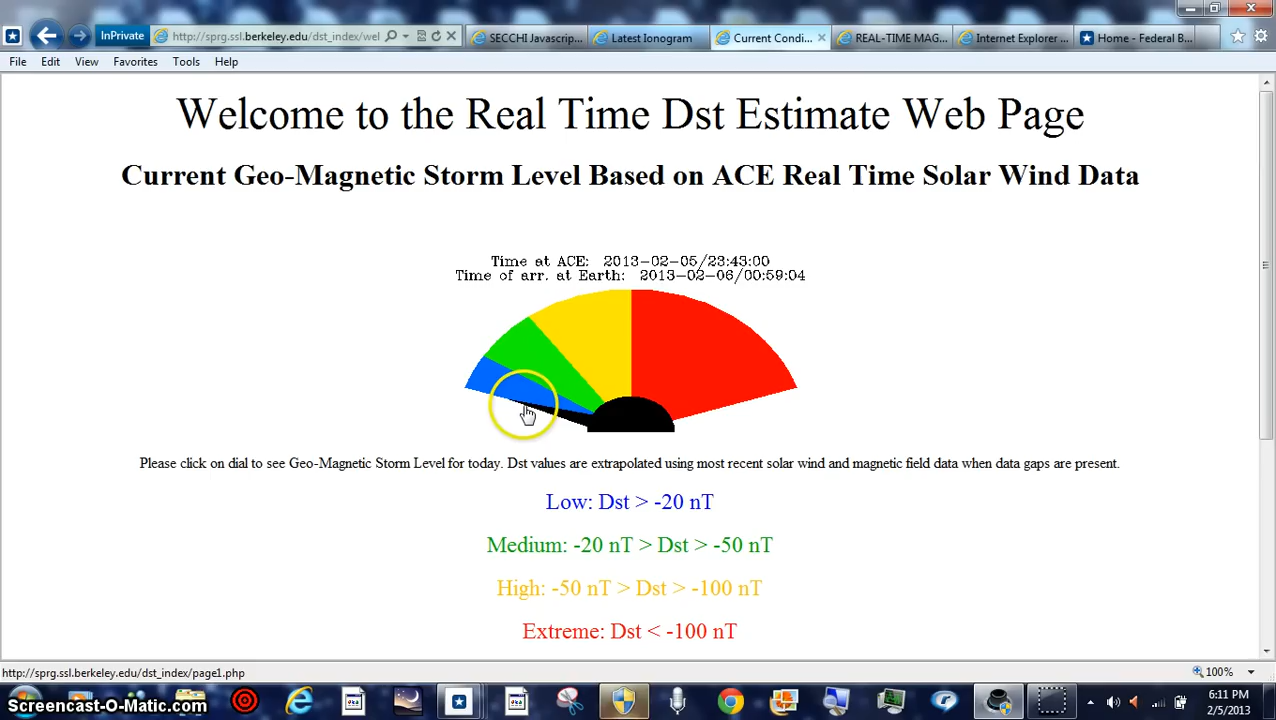 InPrivate
http://sprg.ssl.berkeley.edu/dst_index/wel
SECCHI Javascrip...
Latest Ionogram
Current Condi...
REAL-TIME MAG...
Internet Explorer ...
Home - Federal B...
File Edit View Favorites Tools Help
Welcome to the Real Time Dst Estimate Web Page
Current Geo-Magnetic Storm Level Based on ACE Real Time Solar Wind Data
Time at ACE: 2013-02-05/23:43:00
Time of arr. at Earth: 2013-02-06/00:59:04
Please click on dial to see Geo-Magnetic Storm Level for today. Dst values are extrapolated using most recent solar wind and magnetic field data when data gaps are present.
Low: Dst > -20 nT
Medium: -20 nT > Dst > -50 nT
High: -50 nT > Dst > -100 nT
Extreme: Dst < -100 nT
http://sprg.ssl.berkeley.edu/dst_index/page1.php
100%
Screencast-O-Matic.com
6:11 PM
2/5/2013